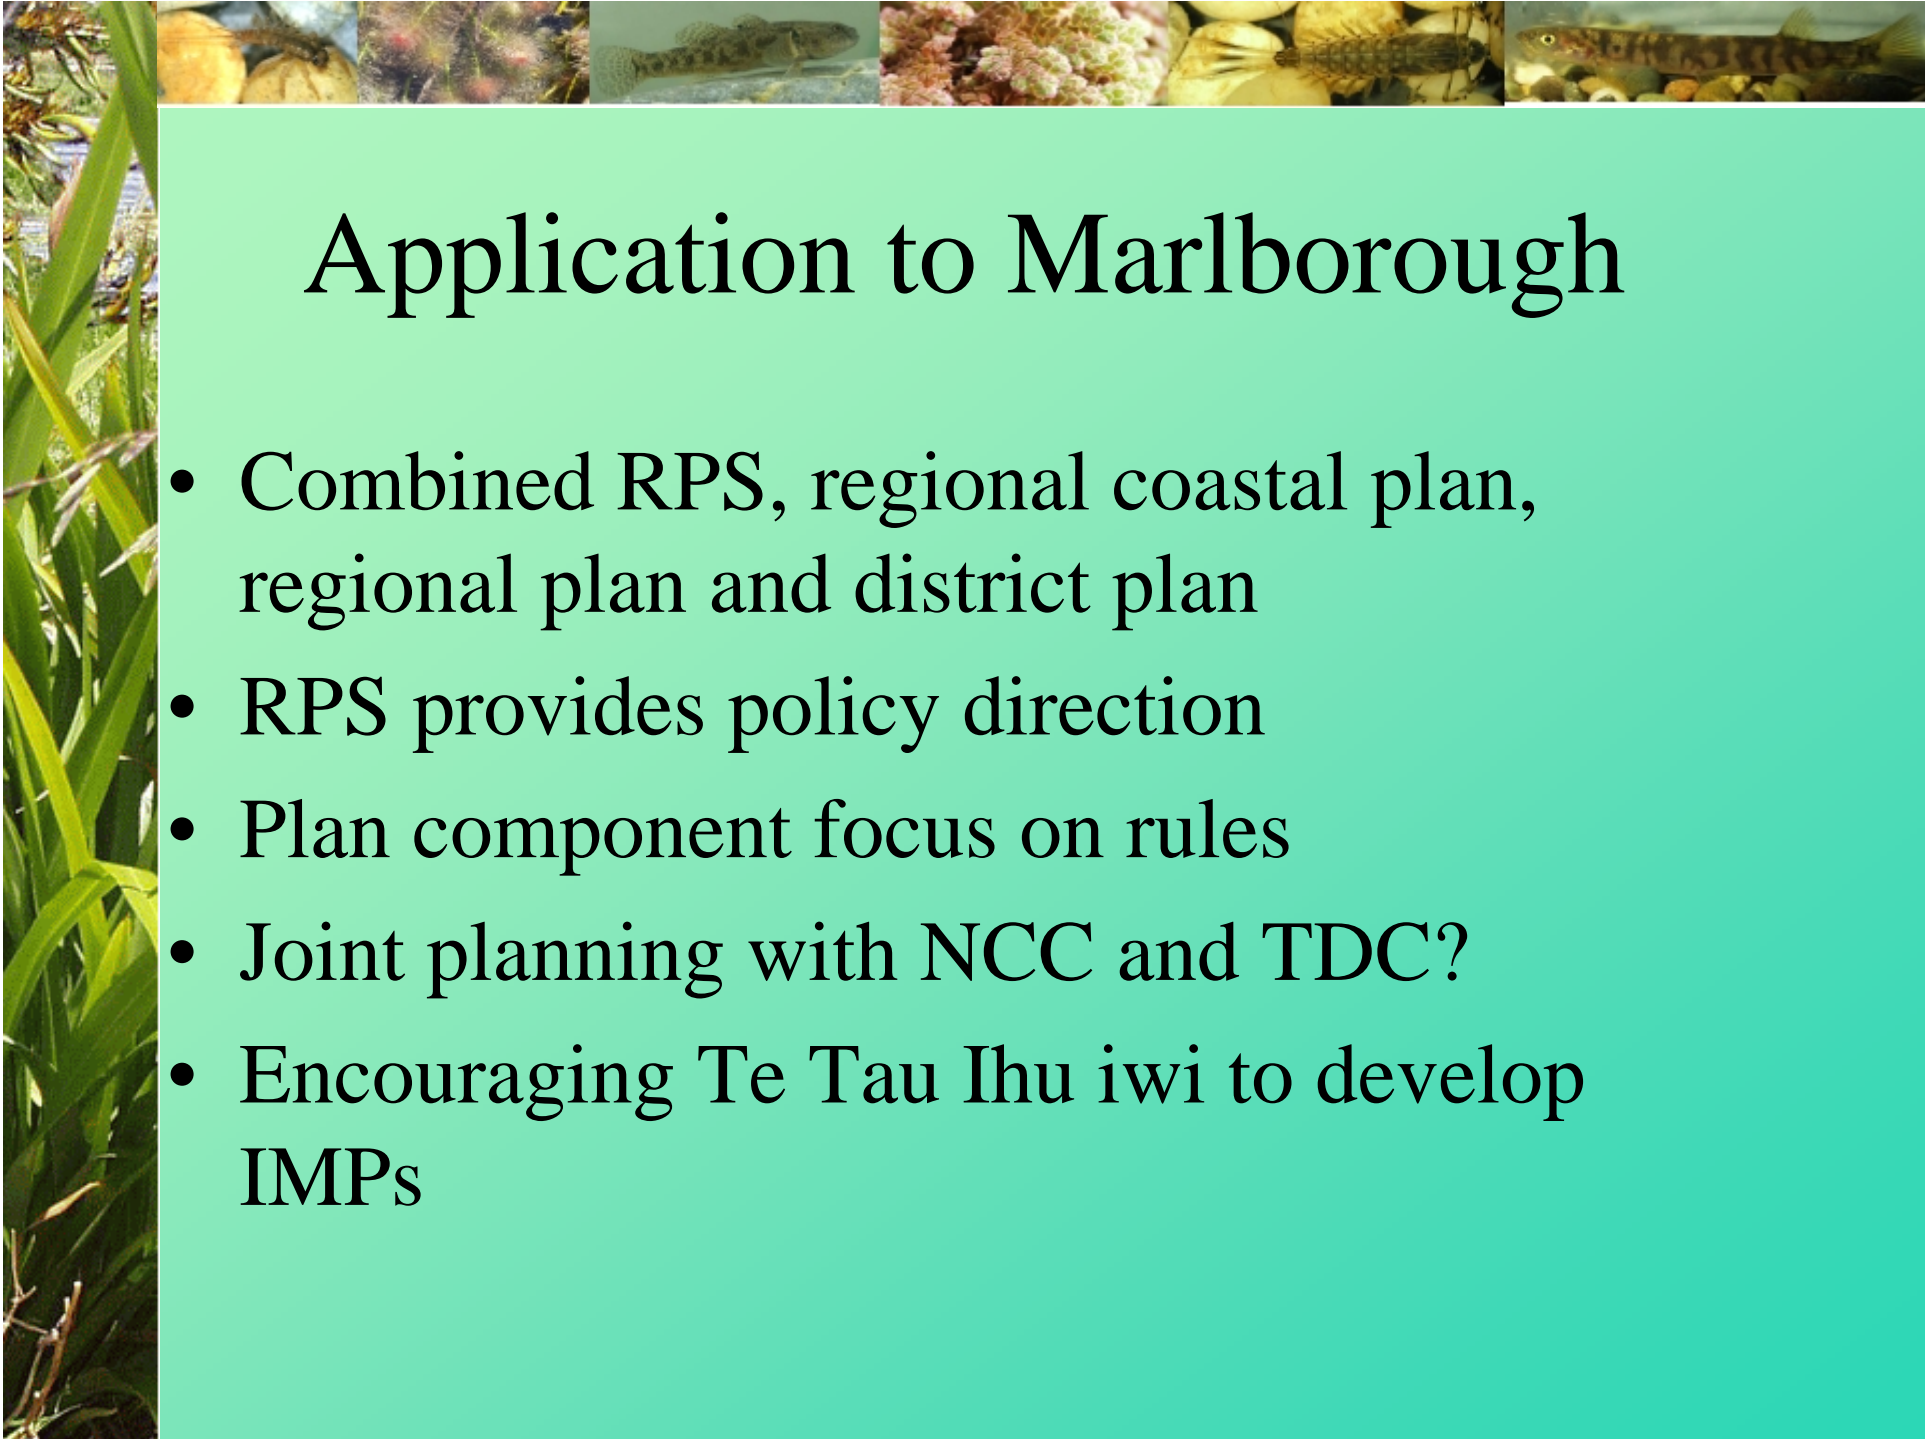 Application to Marlborough
• Combined RPS, regional coastal plan,
regional plan and district plan
• RPS provides policy direction
• Plan component focus on rules
• Joint planning with NCC and TDC?
• Encouraging Te Tau Ihu iwi to develop
IMPs